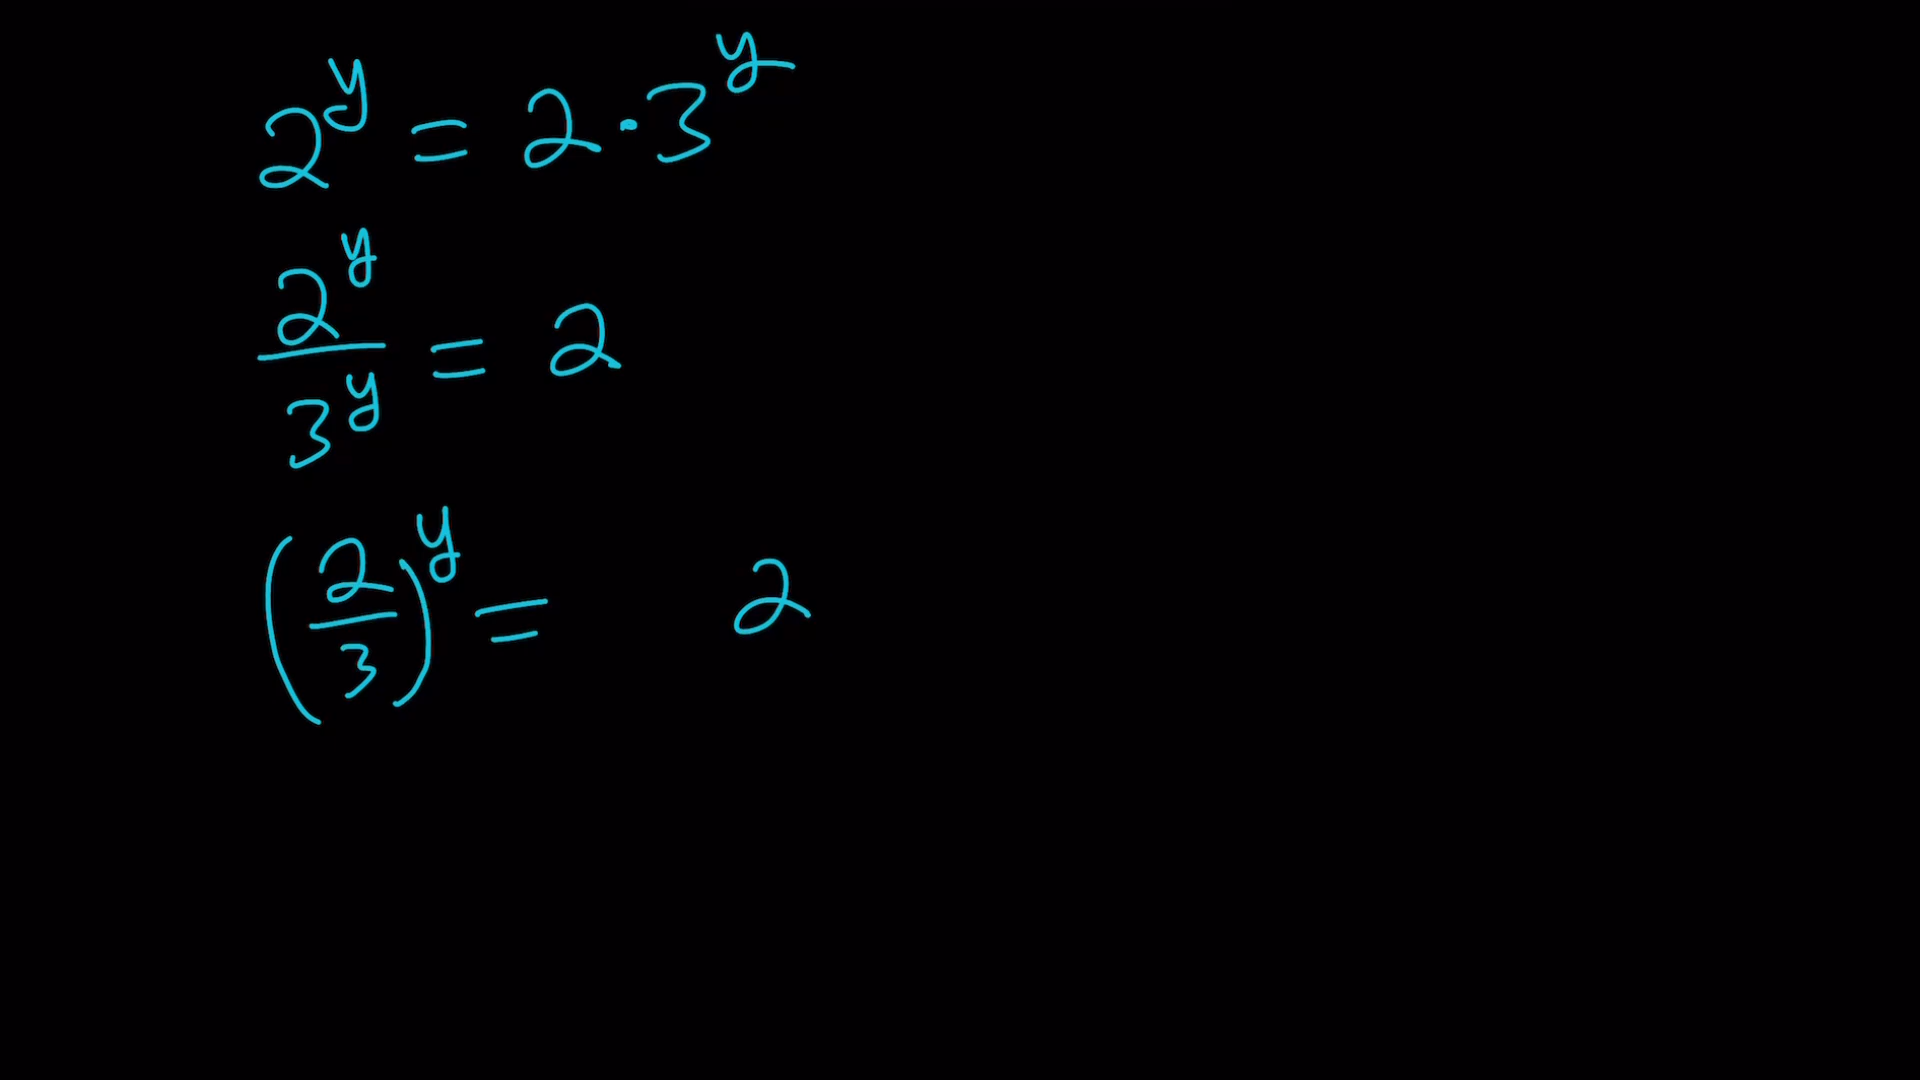 2^y = 2 · 3^y
2^y / 3^y = 2
(2/3)^y = 2